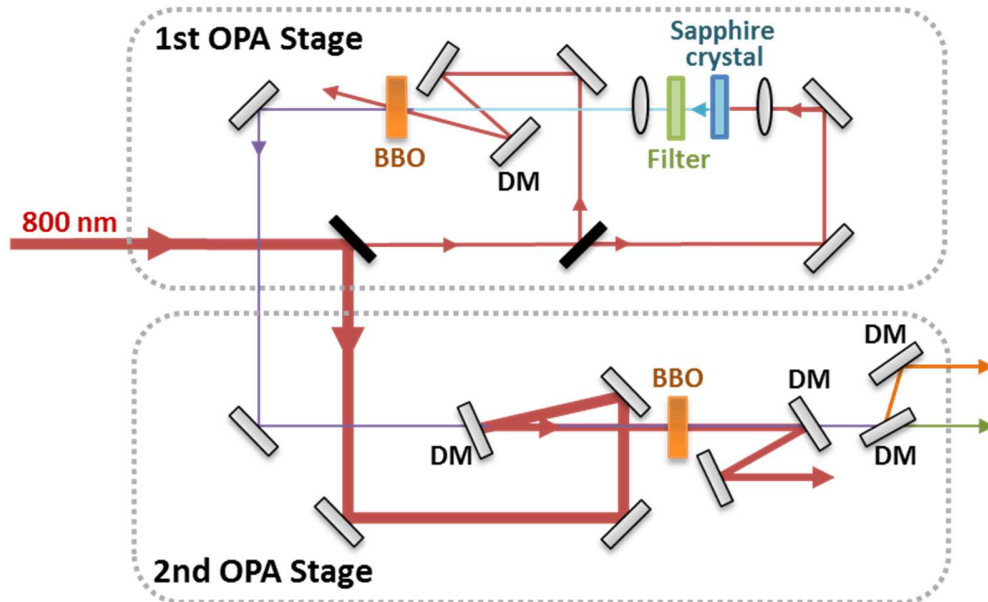 1st OPA Stage
Sapphire
crystal
BBO
DM
Filter
800 nm
DM
BBO
DM
DM
DM
2nd OPA Stage